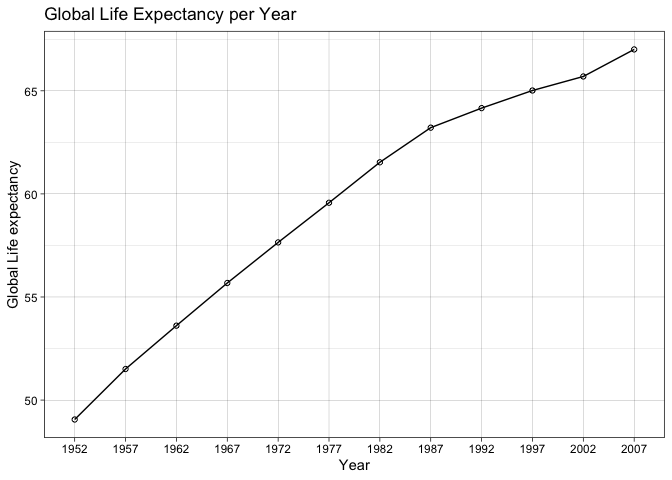 Global Life Expectancy per Year
Global Life expectancy
65
60
55
50
1952 1957 1962 1967 1972 1977 1982 1987 1992 1997 2002 2007
Year